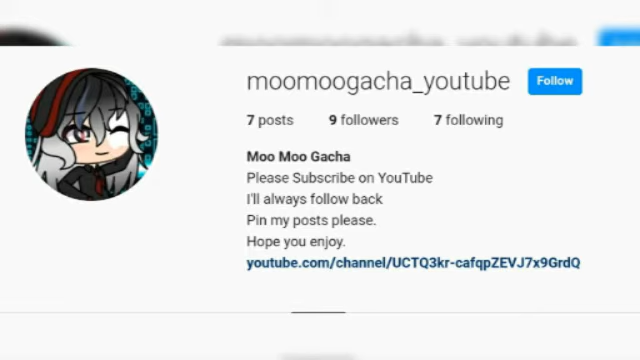 moomoogacha_youtube Follow
7 posts 9 followers 7 following
Moo Moo Gacha
Please Subscribe on YouTube
I'll always follow back
Pin my posts please.
Hope you enjoy.
youtube.com/channel/UCTQ3kr-cafqpZEVJ7x9GrdQ